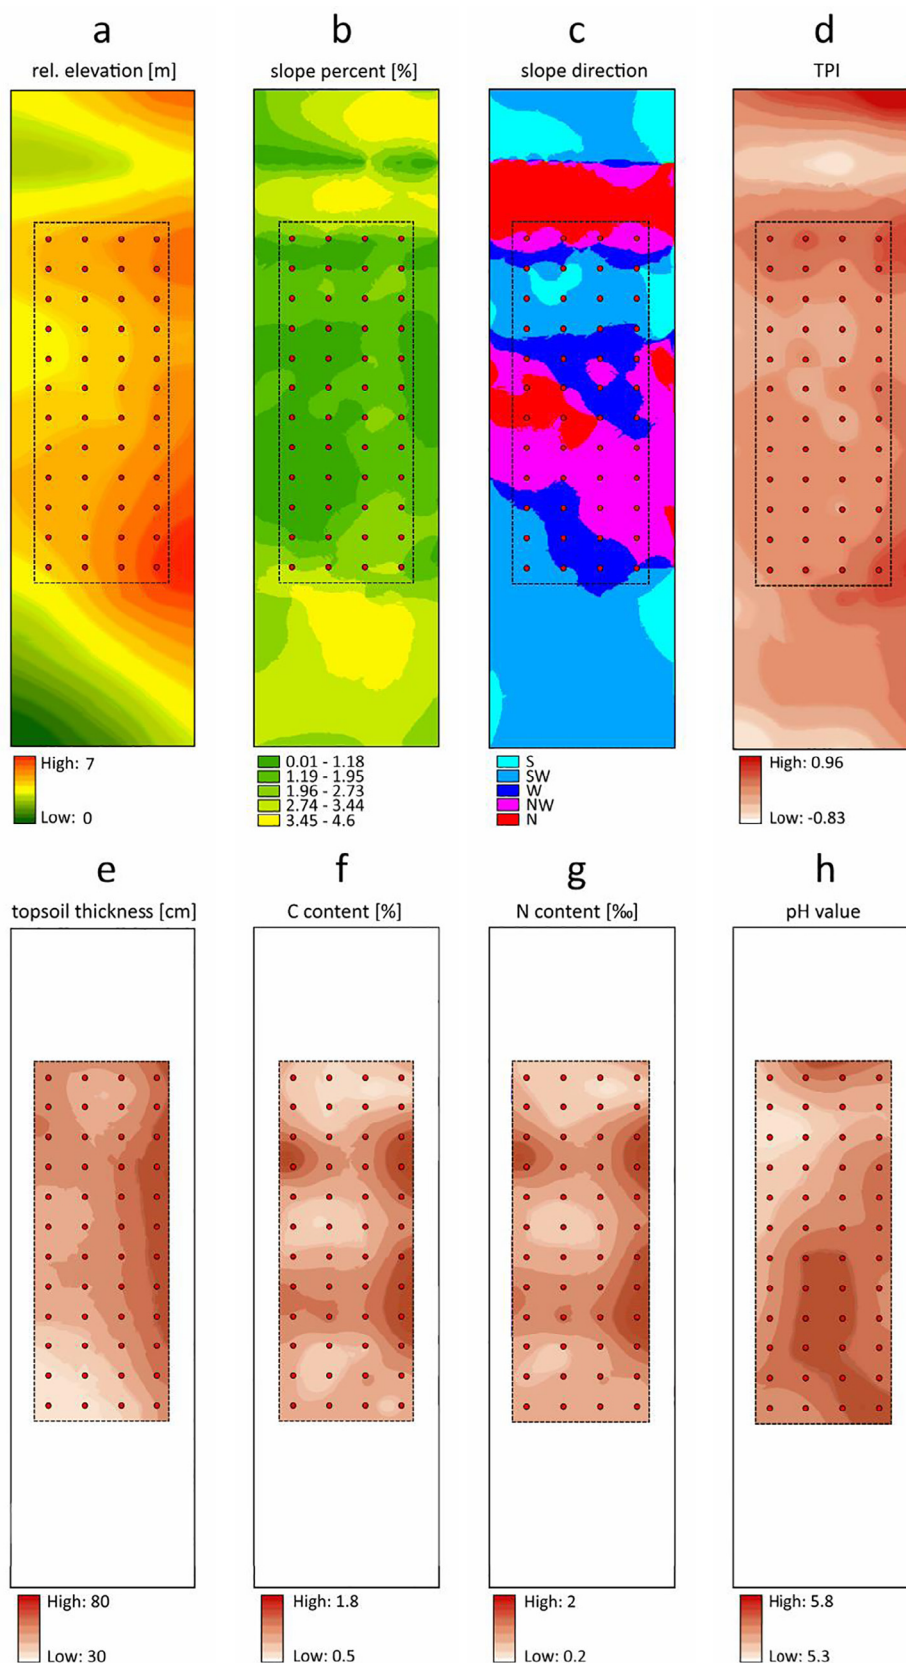 a b c d
rel. elevation [m] slope percent [%] slope direction TPI
High: 7
Low: 0
0.01 - 1.18
1.19 - 1.95
1.96 - 2.73
2.74 - 3.44
3.45 - 4.6
S
SW
W
NW
N
High: 0.96
Low: -0.83
e f g h
topsoil thickness [cm] C content [%] N content [‰] pH value
High: 80
Low: 30
High: 1.8
Low: 0.5
High: 2
Low: 0.2
High: 5.8
Low: 5.3